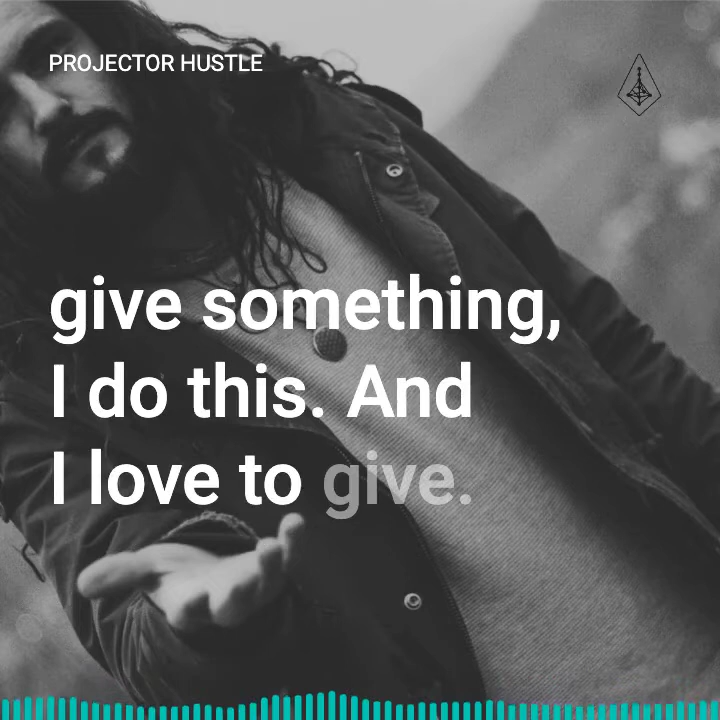 PROJECTOR HUSTLE
give something,
I do this. And
I love to give.